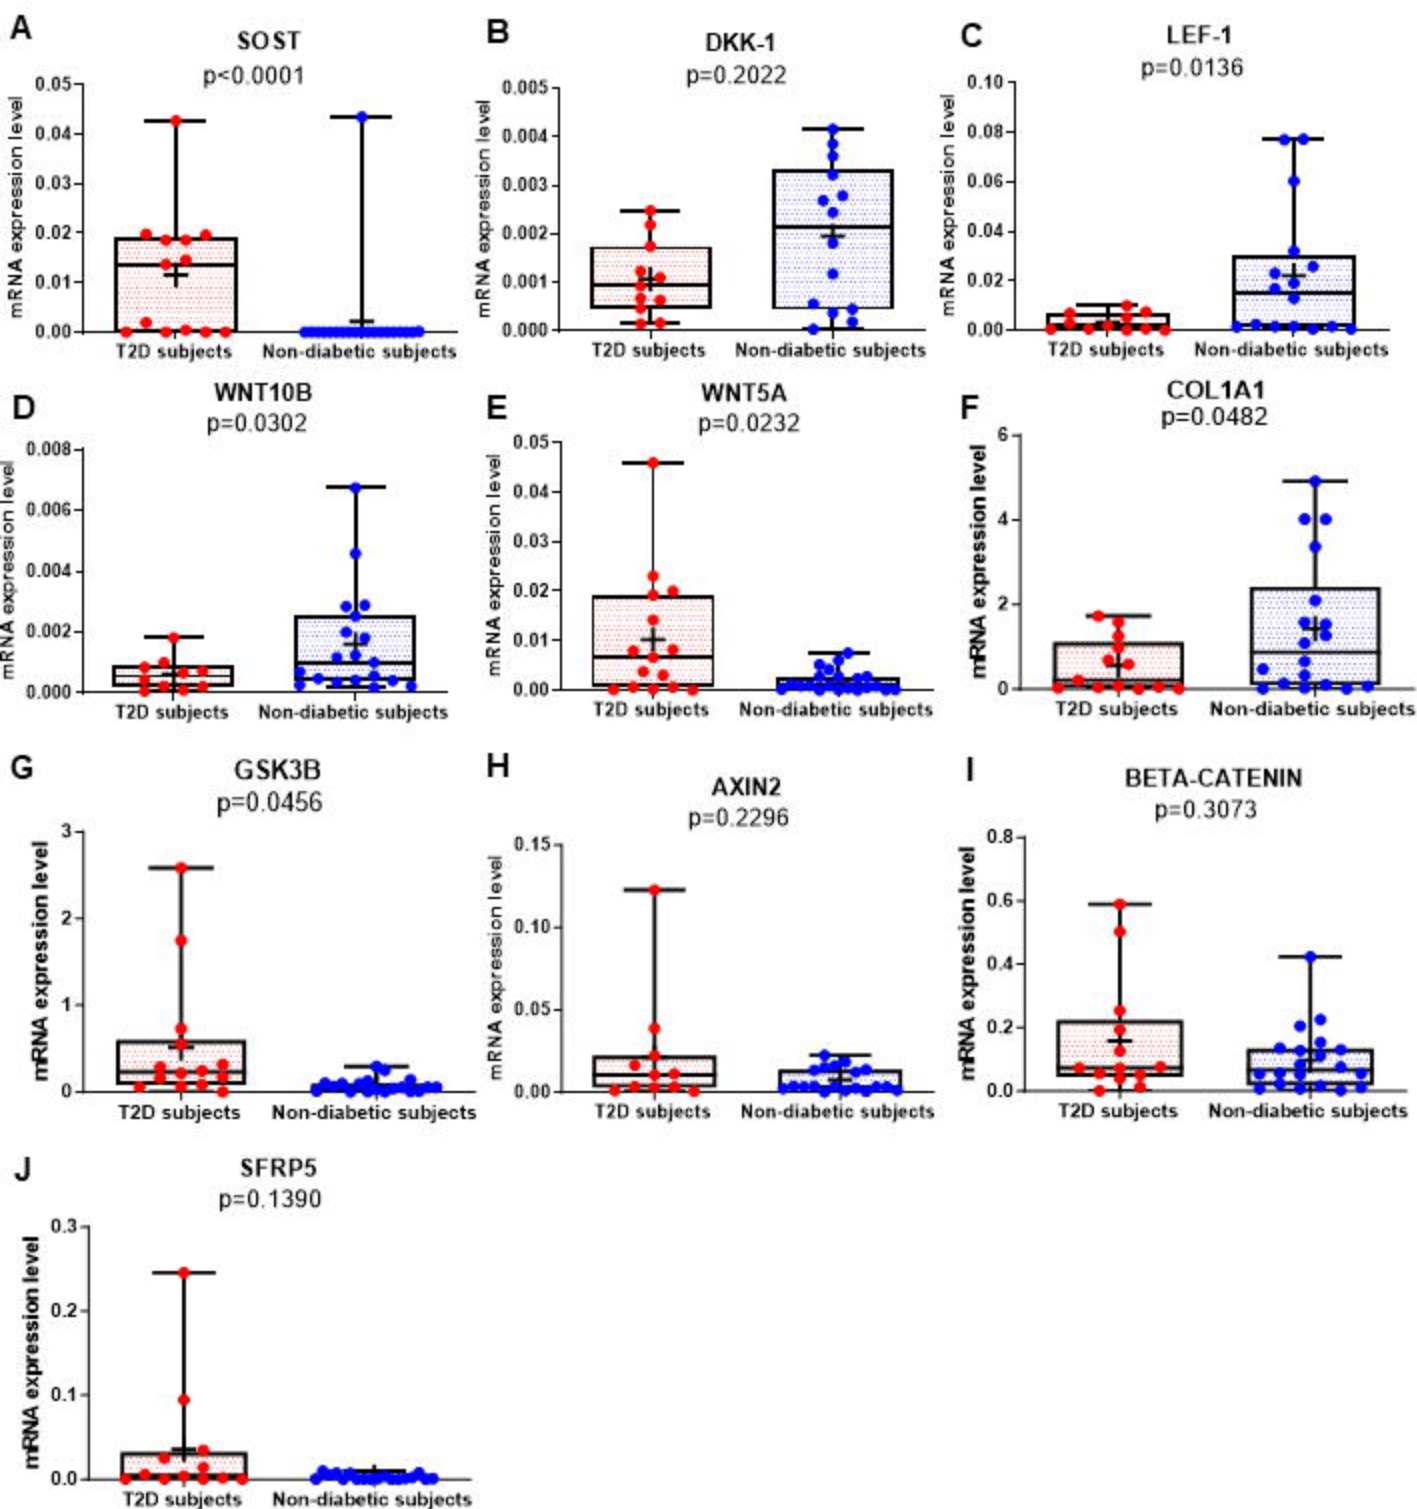 A
SOST
p<0.0001
mRNA expression level
0.05
0.04
0.03
0.02
0.01
0.00
T2D subjects
Non-diabetic subjects
B
DKK-1
p=0.2022
mRNA expression level
0.005
0.004
0.003
0.002
0.001
0.000
T2D subjects
Non-diabetic subjects
C
LEF-1
p=0.0136
mRNA expression level
0.10
0.08
0.06
0.04
0.02
0.00
T2D subjects
Non-diabetic subjects
D
WNT10B
p=0.0302
mRNA expression level
0.008
0.006
0.004
0.002
0.000
T2D subjects
Non-diabetic subjects
E
WNT5A
p=0.0232
mRNA expression level
0.05
0.04
0.03
0.02
0.01
0.00
T2D subjects
Non-diabetic subjects
F
COL1A1
p=0.0482
mRNA expression level
6
4
2
0
T2D subjects
Non-diabetic subjects
G
GSK3B
p=0.0456
mRNA expression level
3
2
1
0
T2D subjects
Non-diabetic subjects
H
AXIN2
p=0.2296
mRNA expression level
0.15
0.10
0.05
0.00
T2D subjects
Non-diabetic subjects
I
BETA-CATENIN
p=0.3073
mRNA expression level
0.8
0.6
0.4
0.2
0.0
T2D subjects
Non-diabetic subjects
J
SFRP5
p=0.1390
mRNA expression level
0.3
0.2
0.1
0.0
T2D subjects
Non-diabetic subjects